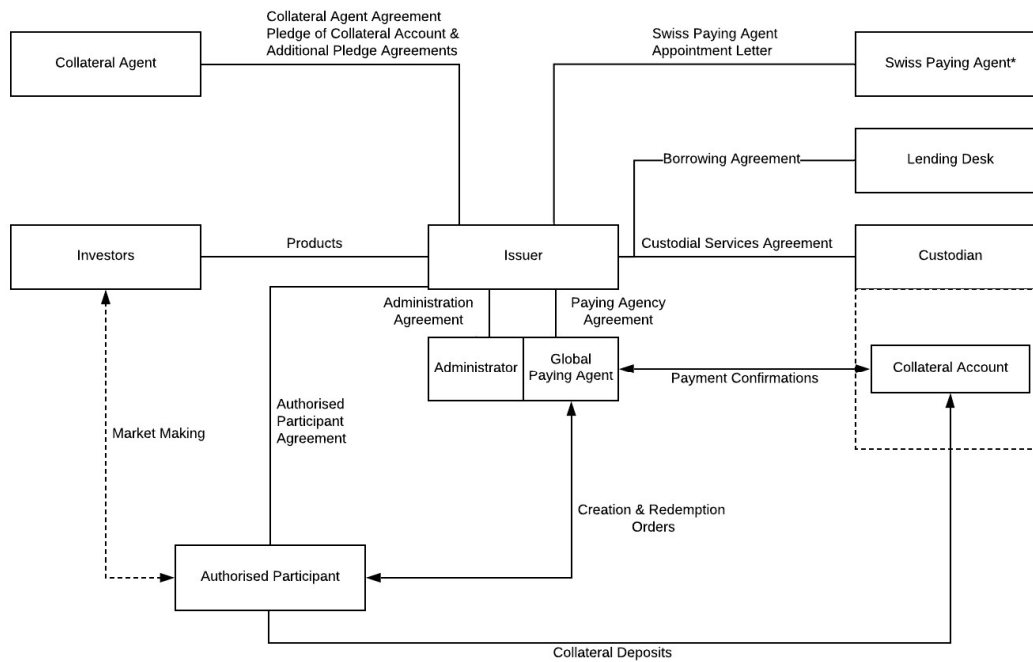 Collateral Agent Agreement
Pledge of Collateral Account &
Additional Pledge Agreements
Swiss Paying Agent
Appointment Letter
Collateral Agent
Swiss Paying Agent*
Borrowing Agreement
Lending Desk
Investors
Products
Issuer
Custodial Services Agreement
Custodian
Administration
Agreement
Paying Agency
Agreement
Administrator
Global
Paying Agent
Payment Confirmations
Collateral Account
Authorised
Participant
Agreement
Market Making
Creation & Redemption
Orders
Authorised Participant
Collateral Deposits